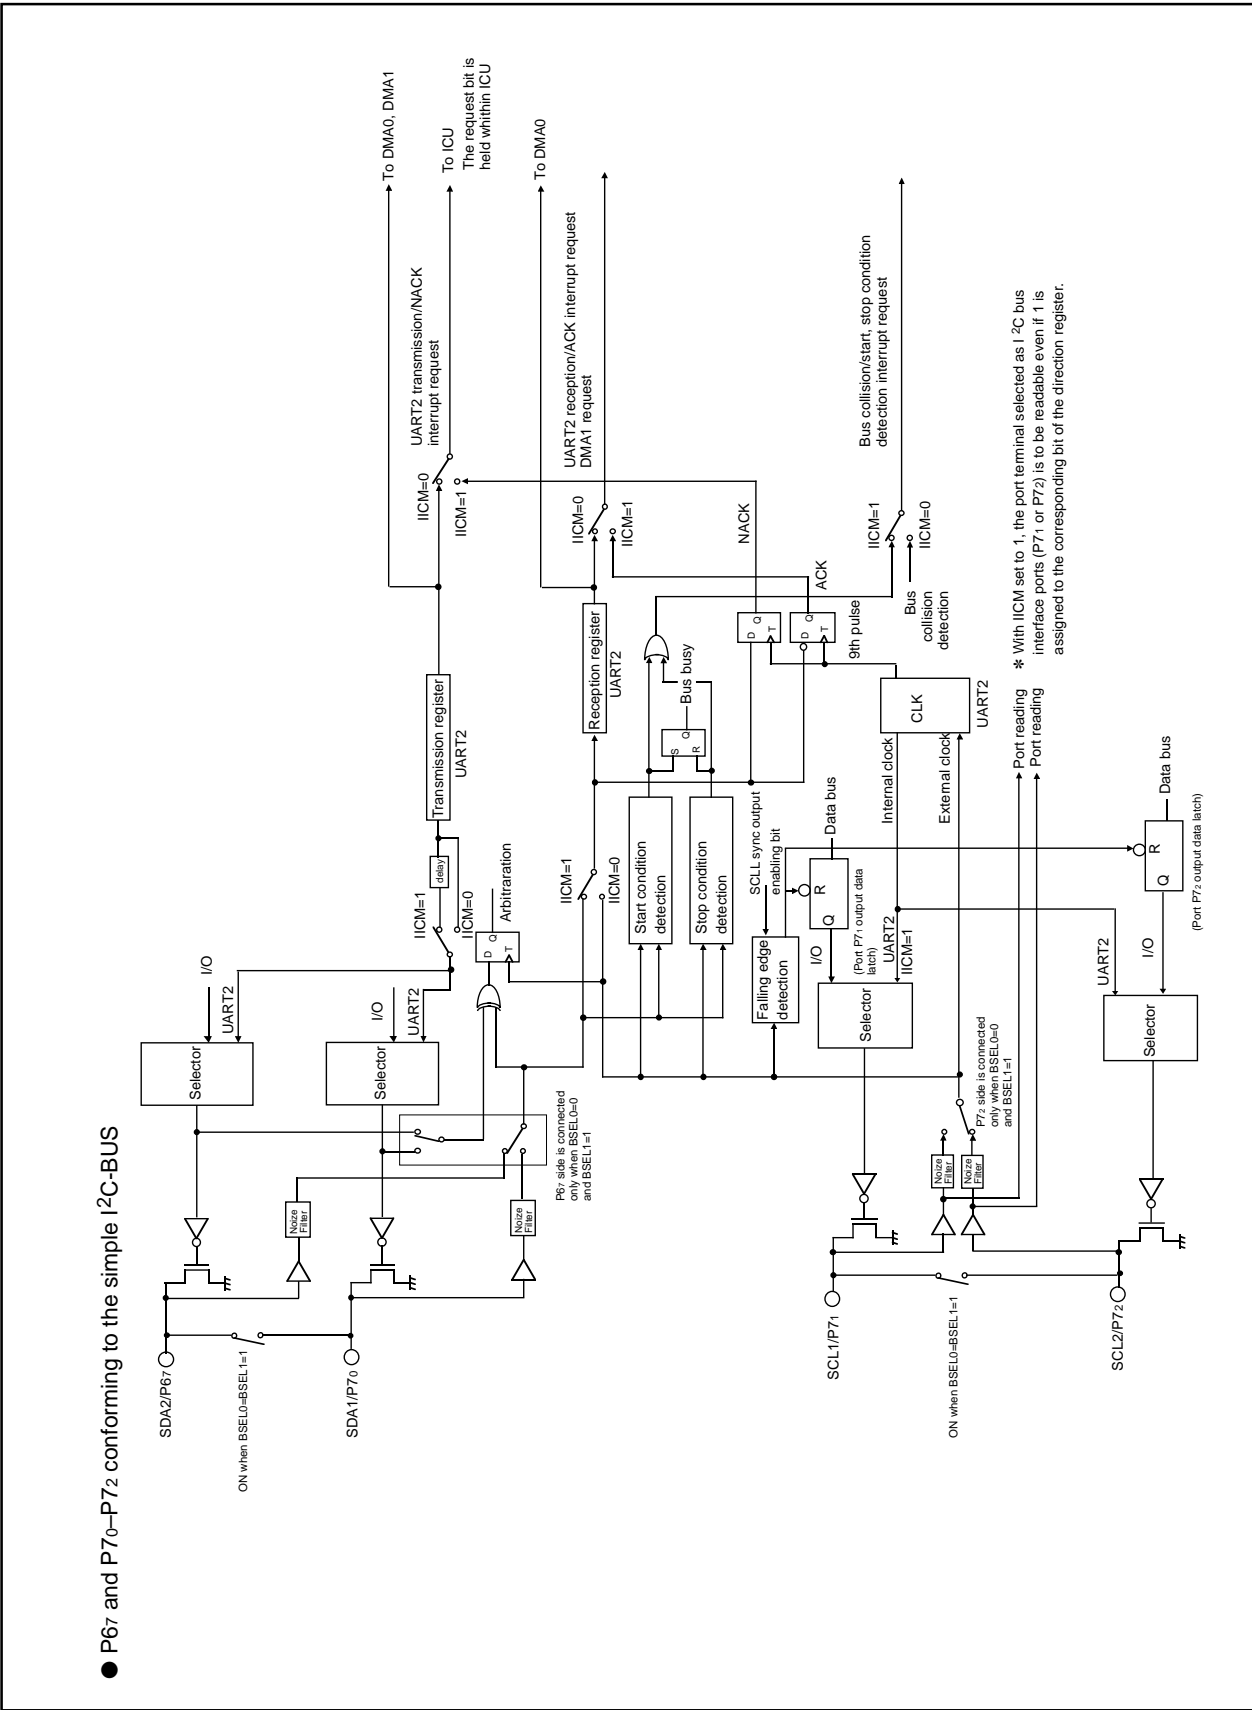 ● P67 and P70–P72 conforming to the simple I2C-BUS
SDA2/P67
ON when BSEL0=BSEL1=1
SDA1/P70
Selector
I/O
UART2
Noize
Filter
Selector
I/O
UART2
Noize
Filter
P67 side is connected
only when BSEL0=0
and BSEL1=1
IICM=1
IICM=0
delay
Transmission register
UART2
D
Q
T
Arbitraration
To DMA0, DMA1
IICM=0
IICM=1
UART2 transmission/NACK
interrupt request
To ICU
The request bit is
held whithin ICU
IICM=1
IICM=0
Reception register
UART2
To DMA0
IICM=0
IICM=1
UART2 reception/ACK interrupt request
DMA1 request
Start condition
detection
Stop condition
detection
S
R
Q
Bus busy
D
Q
T
NACK
D
Q
T
ACK
9th pulse
IICM=1
IICM=0
Bus
collision
detection
Bus collision/start, stop condition
detection interrupt request
SCLL sync output
enabling bit
Falling edge
detection
R
Q
Data bus
I/O
(Port P71 output data
latch)
UART2
IICM=1
Selector
Internal clock
External clock
CLK
UART2
SCL1/P71
ON when BSEL0=BSEL1=1
SCL2/P72
Noize
Filter
Noize
Filter
P72 side is connected
only when BSEL0=0
and BSEL1=1
Port reading
Port reading
✻ With IICM set to 1, the port terminal selected as I 2C bus
interface ports (P71 or P72) is to be readable even if 1 is
assigned to the corresponding bit of the direction register.
UART2
I/O
Selector
R
Q
Data bus
(Port P72 output data latch)